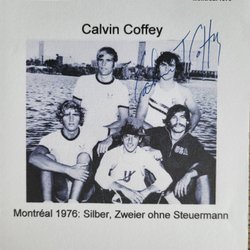 Calvin Coffey
Montréal 1976: Silber, Zweier ohne Steuermann